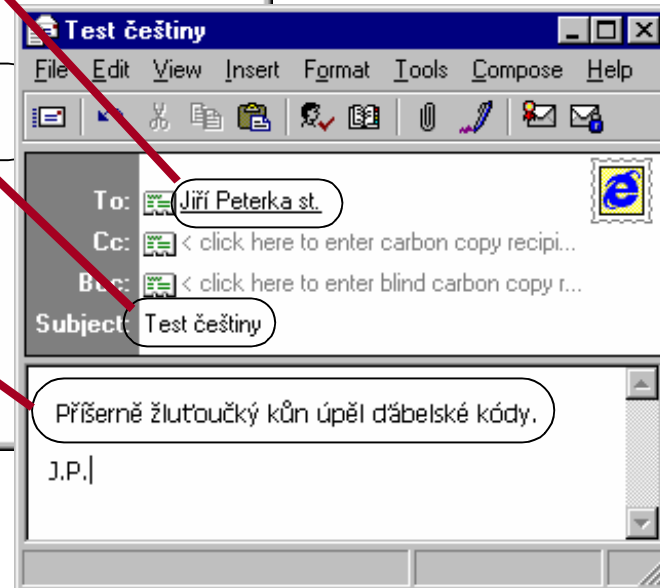 Test češtiny
File Edit View Insert Format Tools Compose Help
To: Jiří Peterka st.
Cc: < click here to enter carbon copy recipi...
Bcc: < click here to enter blind carbon copy r...
Subject: Test češtiny
Příšerně žluťoučký kůn úpěl ďábelské kódy.
J.P.